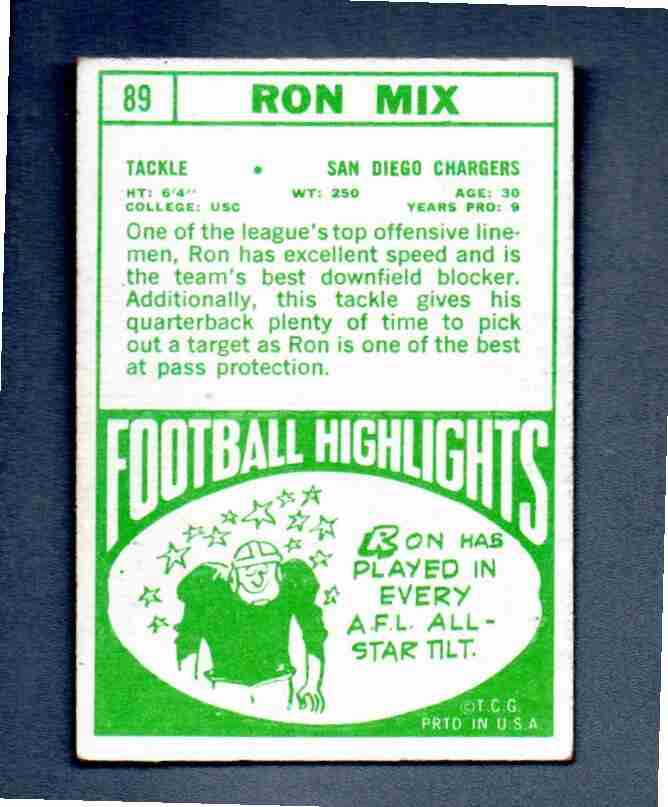 89 RON MIX
TACKLE • SAN DIEGO CHARGERS
HT: 6'4" WT: 250 AGE: 30
COLLEGE: USC YEARS PRO: 9
One of the league's top offensive line-
men, Ron has excellent speed and is
the team's best downfield blocker.
Additionally, this tackle gives his
quarterback plenty of time to pick
out a target as Ron is one of the best
at pass protection.
FOOTBALL HIGHLIGHTS
RON HAS
PLAYED IN
EVERY
A.F.L. ALL-
STAR TILT.
©T.C.G.
PRTD IN U.S.A.